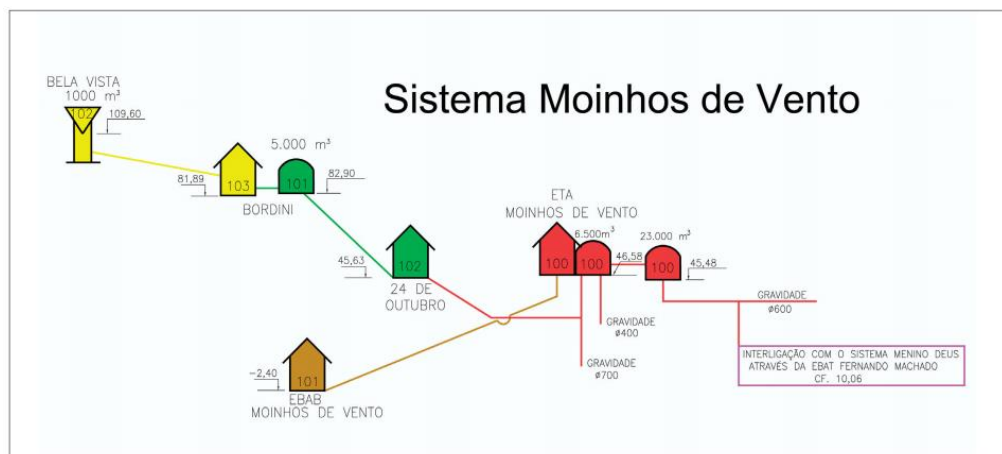 Sistema Moinhos de Vento
BELA VISTA
1000 m³
102
109,60
5.000 m³
81,89
103
101
82,90
BORDINI
ETA
MOINHOS DE VENTO
6.500m³
23.000 m³
45,63
102
100
100
46,58
100
45,48
24 DE
OUTUBRO
GRAVIDADE
ø600
GRAVIDADE
ø400
GRAVIDADE
ø700
INTERLIGAÇÃO COM O SISTEMA MENINO DEUS
ATRAVÉS DA EBAT FERNANDO MACHADO
CF. 10,06
-2,40
101
EBAB
MOINHOS DE VENTO